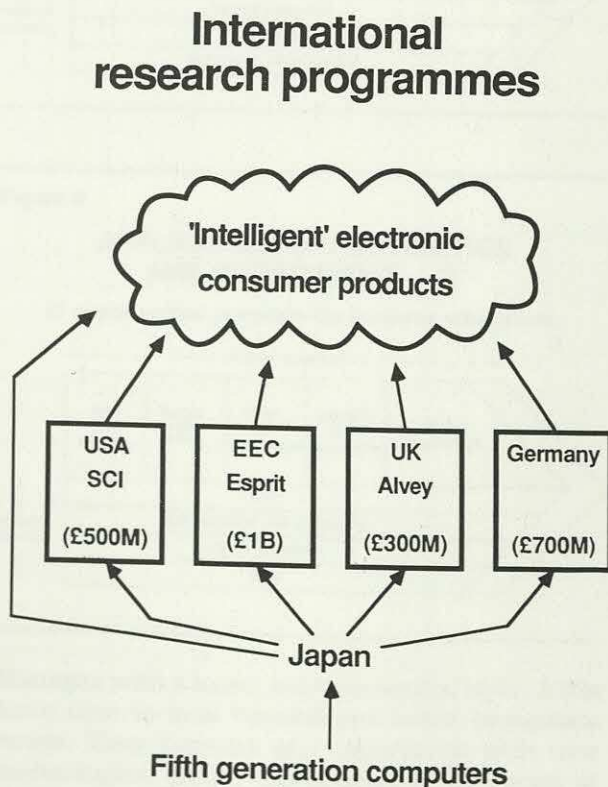 International
research programmes
'Intelligent' electronic
consumer products
USA
SCI
(£500M)
EEC
Esprit
(£1B)
UK
Alvey
(£300M)
Germany
(£700M)
Japan
Fifth generation computers